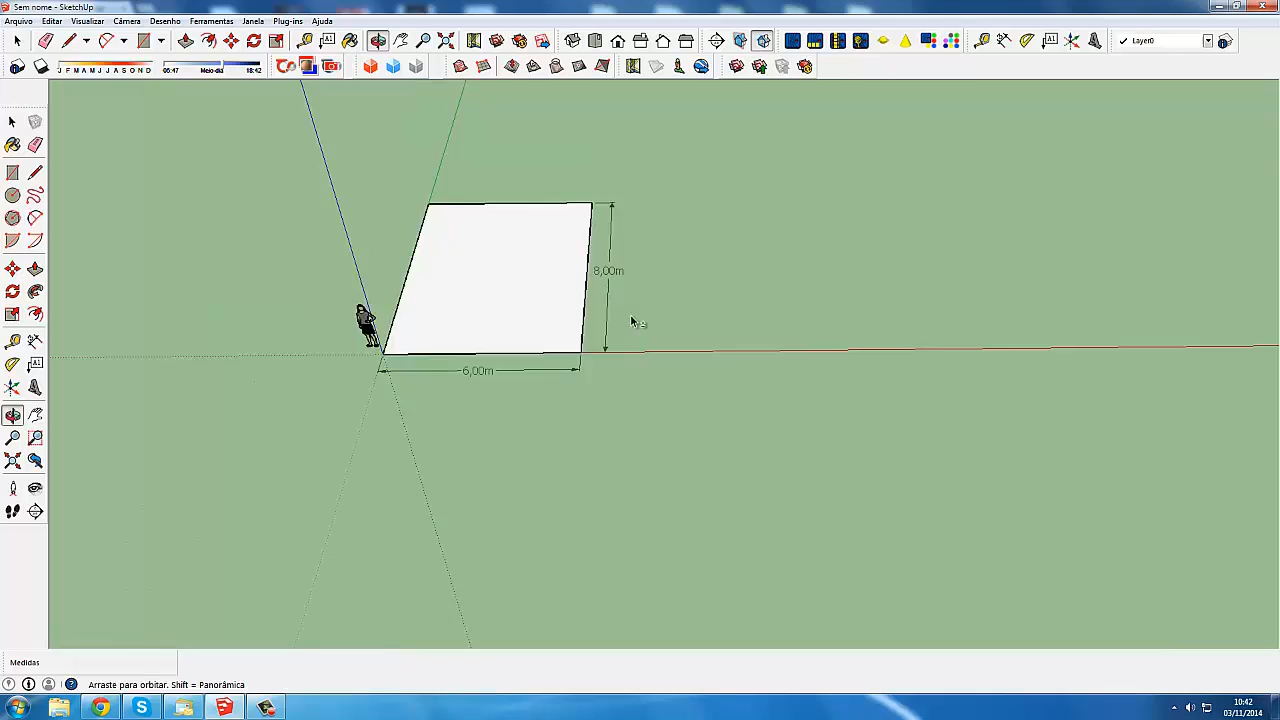 Sem nome - SketchUp
Arquivo Editar Visualizar Câmera Desenho Ferramentas Janela Plug-ins Ajuda
Layer0
J F M A M J J A S O N D 05:47 Meio-dia 18:42
8,00m
6,00m
Medidas
Arraste para orbitar. Shift = Panorâmica
10:42
03/11/2014